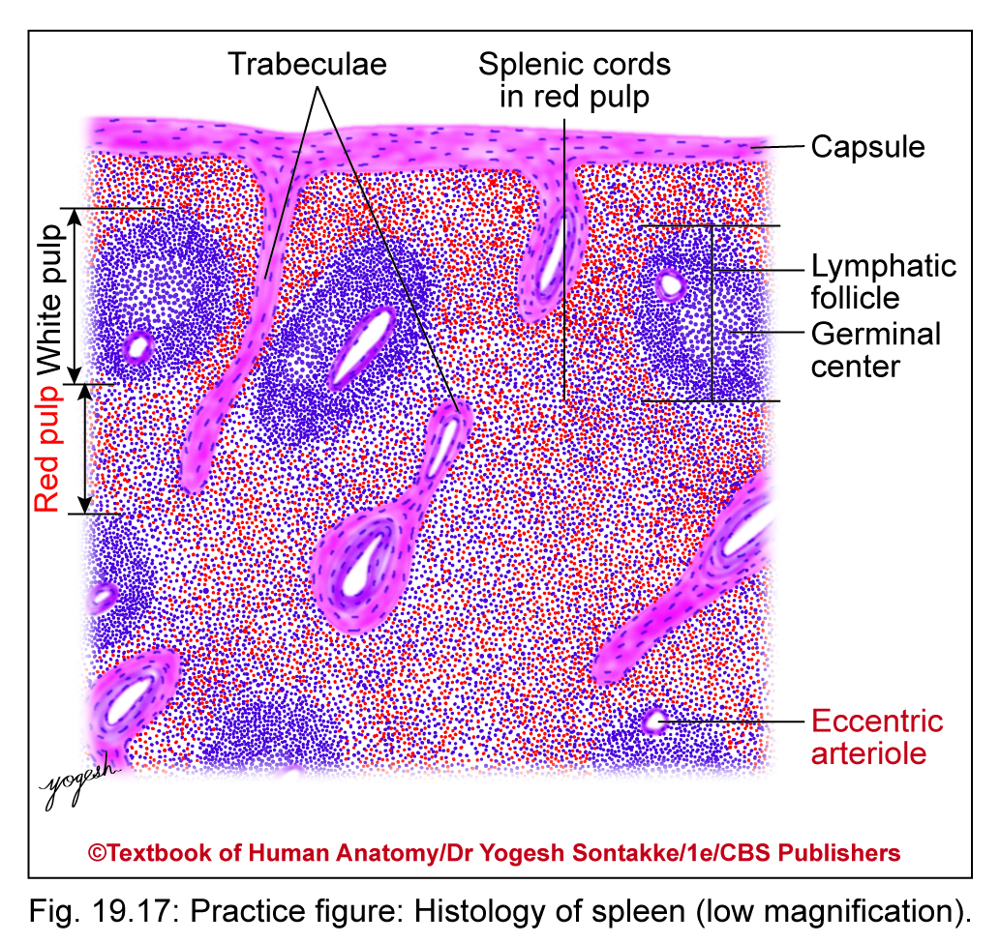 Trabeculae
Splenic cords
in red pulp
Capsule
White pulp
Lymphatic
follicle
Germinal
center
Red pulp
Eccentric
arteriole
yogesh
©Textbook of Human Anatomy/Dr Yogesh Sontakke/1e/CBS Publishers
Fig. 19.17: Practice figure: Histology of spleen (low magnification).